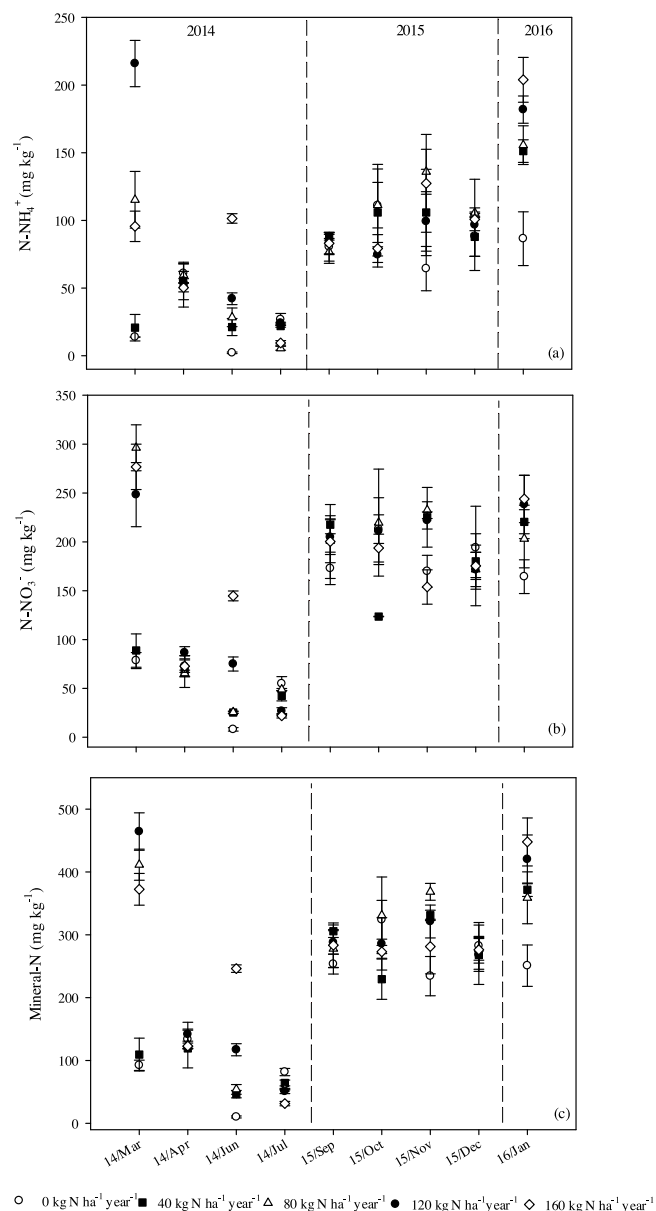 2014 2015 2016
250
200
150
100
50
0
N-NH₄⁺ (mg kg⁻¹)
(a)
350
300
250
200
150
100
50
0
N-NO₃⁻ (mg kg⁻¹)
(b)
500
400
300
200
100
0
Mineral-N (mg kg⁻¹)
(c)
14/Mar 14/Apr 14/Jun 14/Jul 15/Sep 15/Oct 15/Nov 15/Dec 16/Jan
0 kg N ha⁻¹ year⁻¹ 40 kg N ha⁻¹ year⁻¹ 80 kg N ha⁻¹ year⁻¹ 120 kg N ha⁻¹ year⁻¹ 160 kg N ha⁻¹ year⁻¹